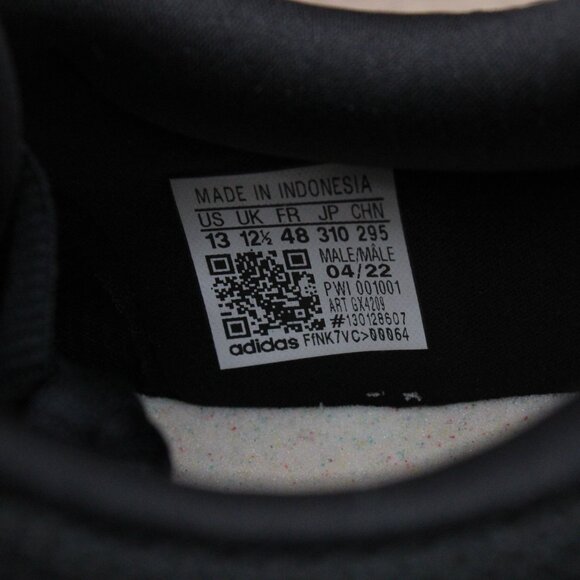 MADE IN INDONESIA
US UK FR JP CHN
13 12½ 48 310 295
MALE/MÂLE
04/22
PWI 001001
ART GX4209
#130128607
adidas FfNK7VC>00064